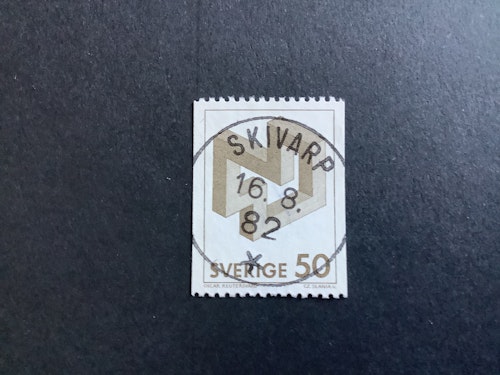 SKIVARP
16. 8.
82
SVERIGE 50